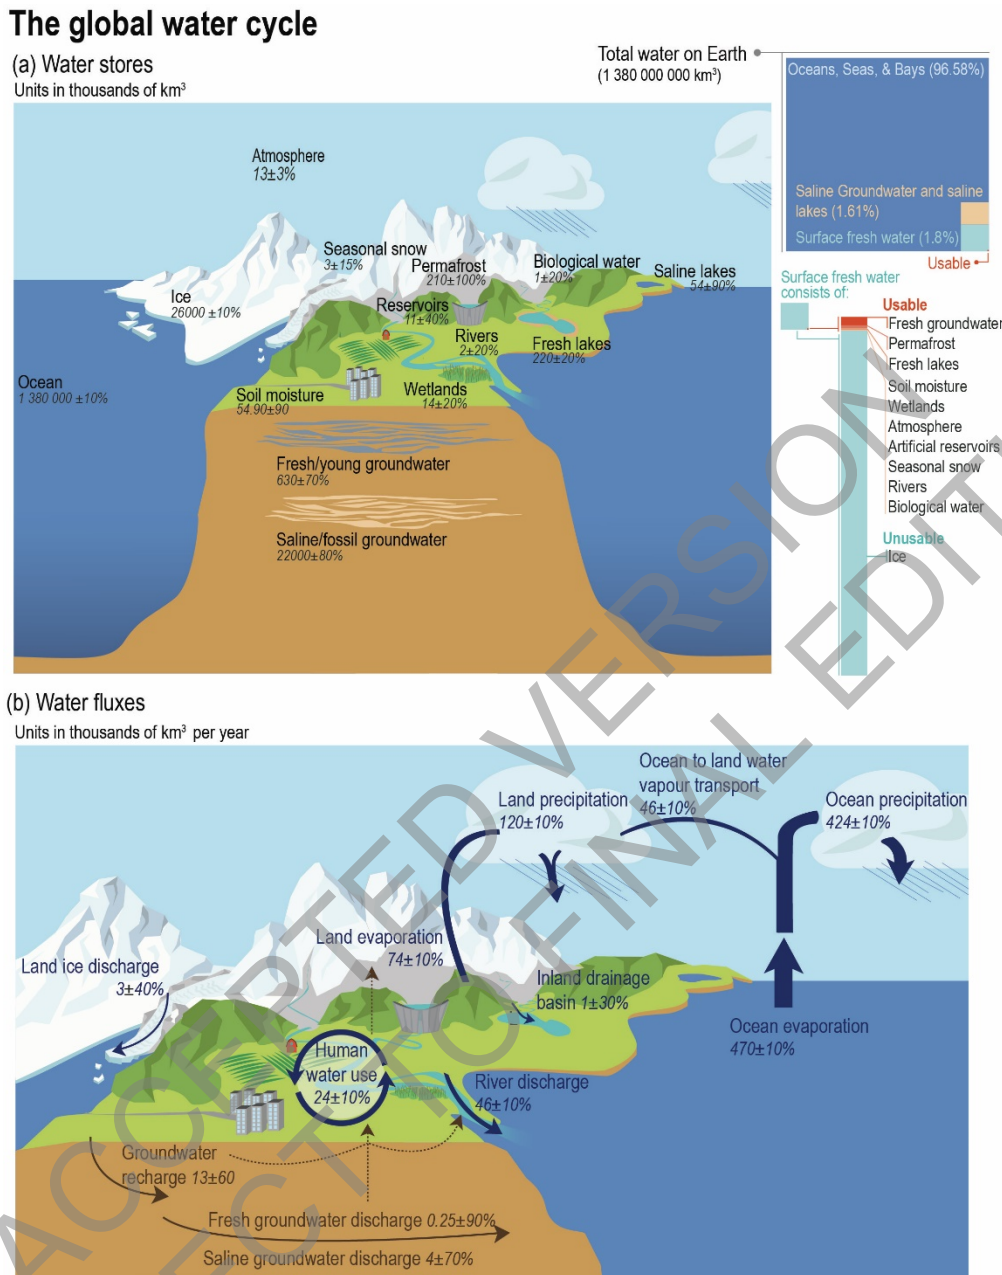 The global water cycle
(a) Water stores
Units in thousands of km³
Total water on Earth
(1 380 000 000 km³)
Oceans, Seas, & Bays (96.58%)
Saline Groundwater and saline
lakes (1.61%)
Surface fresh water (1.8%)
Usable
Surface fresh water
consists of:
Usable
Fresh groundwater
Permafrost
Fresh lakes
Soil moisture
Wetlands
Atmosphere
Artificial reservoirs
Seasonal snow
Rivers
Biological water
Unusable
Ice
Atmosphere
13±3%
Seasonal snow
3±15%
Permafrost
210±100%
Biological water
1±20%
Saline lakes
54±90%
Ice
26000 ±10%
Reservoirs
11±40%
Rivers
2±20%
Fresh lakes
220±20%
Ocean
1 380 000 ±10%
Soil moisture
54.90±90
Wetlands
14±20%
Fresh/young groundwater
630±70%
Saline/fossil groundwater
22000±80%
(b) Water fluxes
Units in thousands of km³ per year
Ocean to land water
vapour transport
46±10%
Land precipitation
120±10%
Ocean precipitation
424±10%
Land evaporation
74±10%
Land ice discharge
3±40%
Inland drainage
basin 1±30%
Ocean evaporation
470±10%
Human
water use
24±10%
River discharge
46±10%
Groundwater
recharge 13±60
Fresh groundwater discharge 0.25±90%
Saline groundwater discharge 4±70%
ACCEPTED VERSION
FINAL